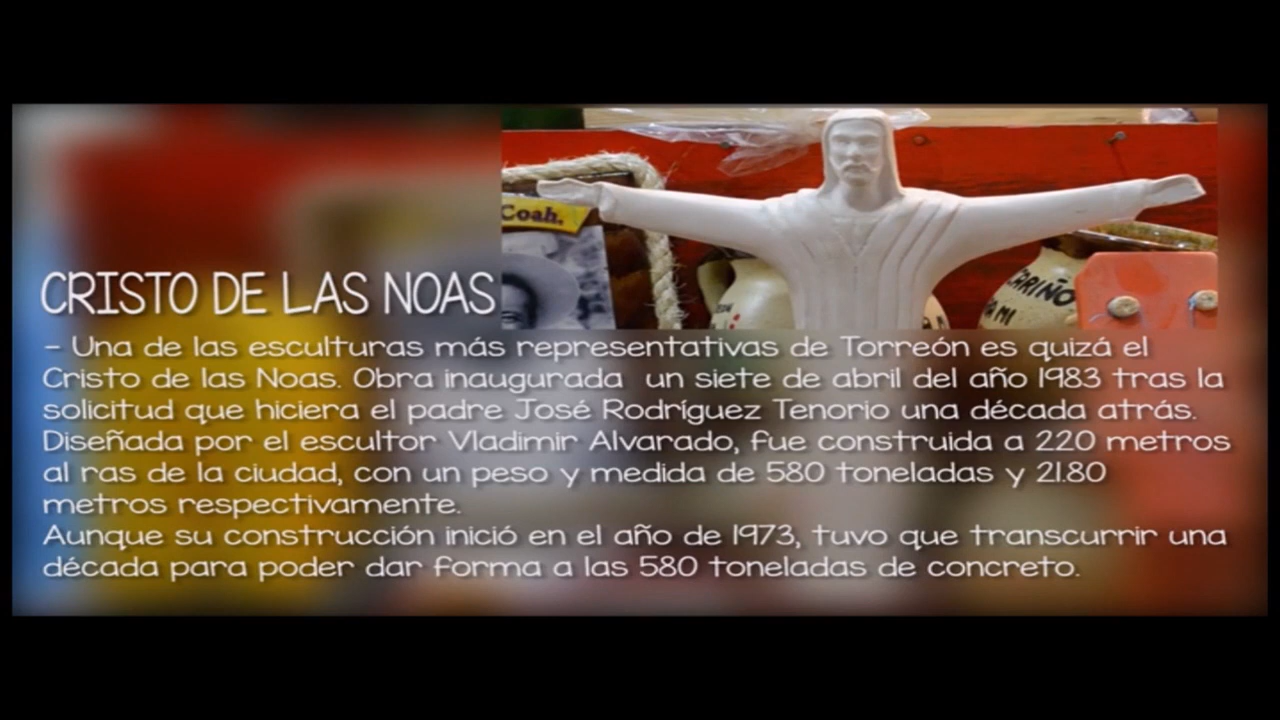 Coah.
CARIÑO
PA MI
CRISTO DE LAS NOAS
- Una de las esculturas más representativas de Torreón es quizá el
Cristo de las Noas. Obra inaugurada un siete de abril del año 1983 tras la
solicitud que hiciera el padre José Rodríguez Tenorio una década atrás.
Diseñada por el escultor Vladimir Alvarado, fue construida a 220 metros
al ras de la ciudad, con un peso y medida de 580 toneladas y 21.80
metros respectivamente.
Aunque su construcción inició en el año de 1973, tuvo que transcurrir una
década para poder dar forma a las 580 toneladas de concreto.